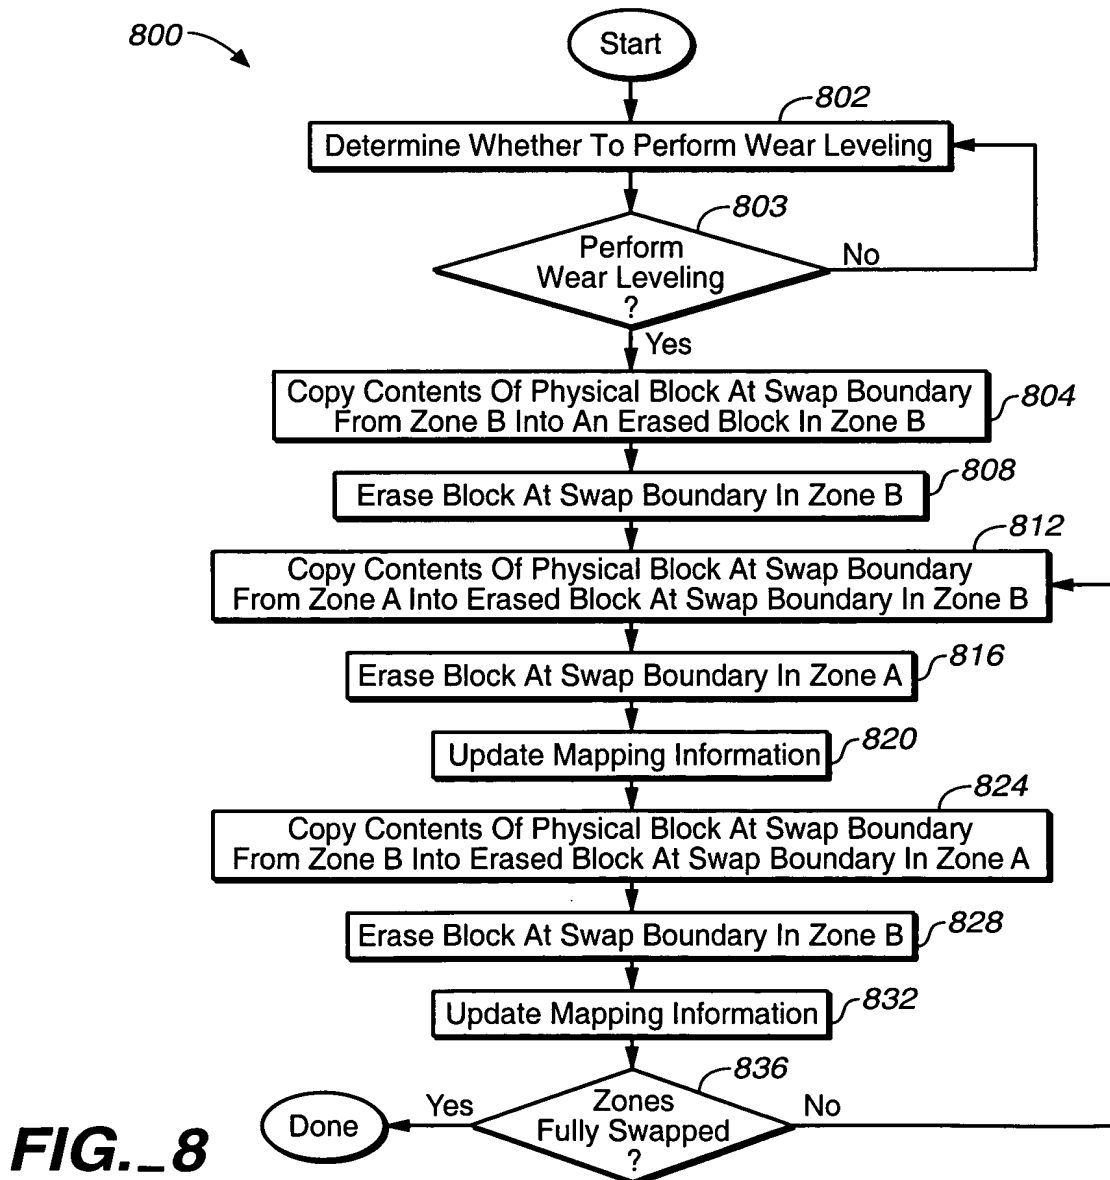 800
Start
802
Determine Whether To Perform Wear Leveling
803
Perform
Wear Leveling
?
No
Yes
Copy Contents Of Physical Block At Swap Boundary
From Zone B Into An Erased Block In Zone B
804
Erase Block At Swap Boundary In Zone B
808
812
Copy Contents Of Physical Block At Swap Boundary
From Zone A Into Erased Block At Swap Boundary In Zone B
Erase Block At Swap Boundary In Zone A
816
Update Mapping Information
820
824
Copy Contents Of Physical Block At Swap Boundary
From Zone B Into Erased Block At Swap Boundary In Zone A
Erase Block At Swap Boundary In Zone B
828
Update Mapping Information
832
836
Zones
Fully Swapped
?
Yes
No
Done
FIG._8